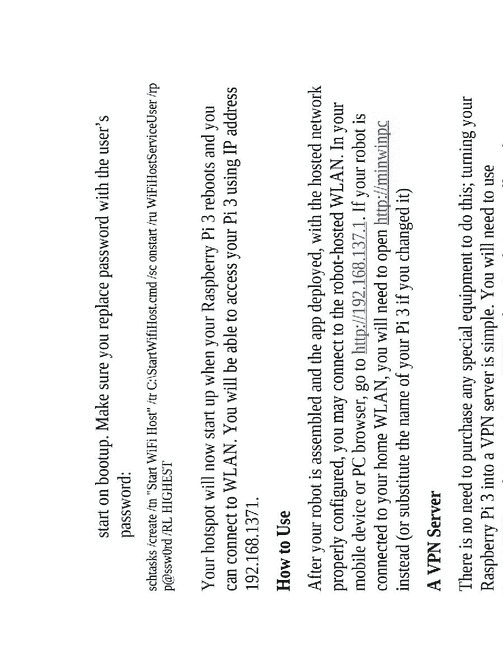 start on bootup. Make sure you replace password with the user's
password:
schtasks /create /tn "Start WiFi Host" /tr C:\StartWifiHost.cmd /sc onstart /ru WiFiHostServiceUser /rp
p@ssw0rd /RL HIGHEST
Your hotspot will now start up when your Raspberry Pi 3 reboots and you
can connect to WLAN. You will be able to access your Pi 3 using IP address
192.168.1371.
How to Use
After your robot is assembled and the app deployed, with the hosted network
properly configured, you may connect to the robot-hosted WLAN. In your
mobile device or PC browser, go to http://192.168.137.1. If your robot is
connected to your home WLAN, you will need to open http://minwinpc
instead (or substitute the name of your Pi 3 if you changed it)
A VPN Server
There is no need to purchase any special equipment to do this; turning your
Raspberry Pi 3 into a VPN server is simple. You will need to use